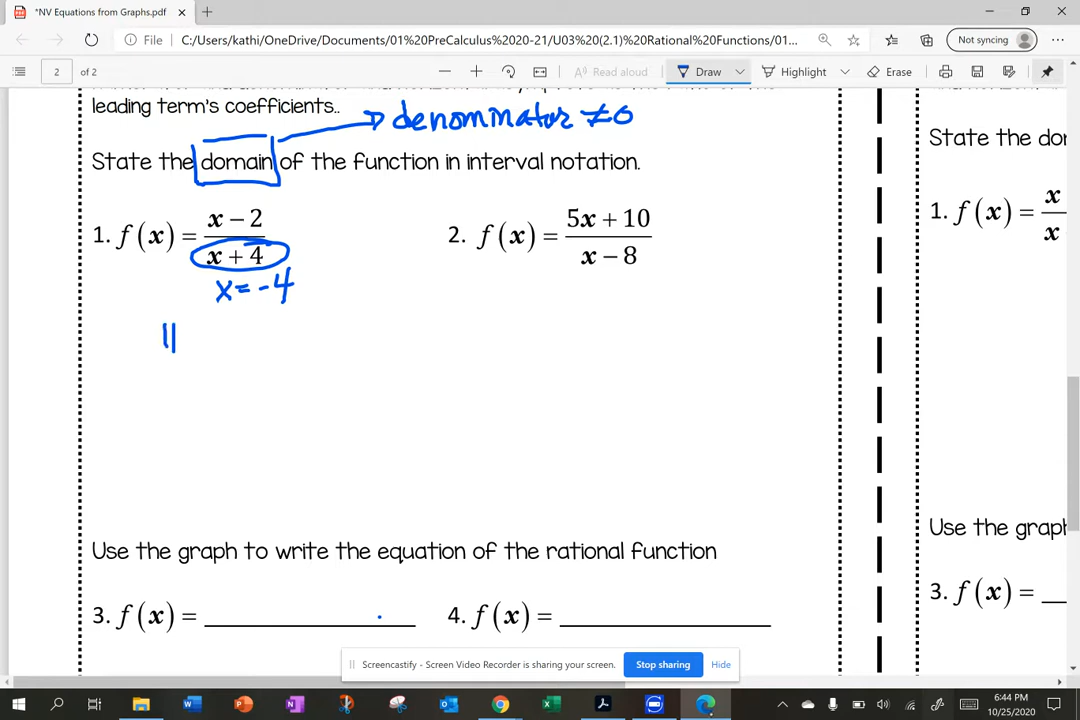 *NV Equations from Graphs.pdf
File C:/Users/kathi/OneDrive/Documents/01%20PreCalculus%202020-21/U03%20(2.1)%20Rational%20Functions/01... Not syncing
2 of 2 Read aloud Draw Highlight Erase
leading term's coefficients..
denominator ≠0
State the domain of the function in interval notation.
1. f(x) = (x − 2)/(x + 4)
x = -4
2. f(x) = (5x + 10)/(x − 8)
Use the graph to write the equation of the rational function
3. f(x) = ____________
4. f(x) = ____________
State the do
1. f(x) = x/x
Use the grap
3. f(x) = __
Screencastify - Screen Video Recorder is sharing your screen. Stop sharing Hide
6:44 PM
10/25/2020